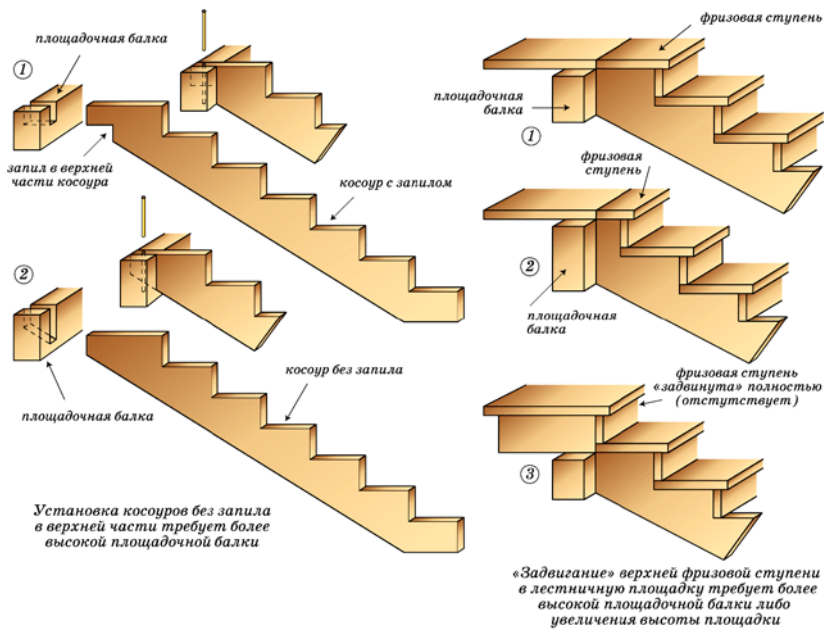 площадочная балка
1
запил в верхней
части косоура
косоур с запилом
2
площадочная балка
косоур без запила
Установка косоуров без запила
в верхней части требует более
высокой площадочной балки
фризовая ступень
площадочная
балка
1
фризовая
ступень
2
площадочная
балка
фризовая ступень
«задвинута» полностью
(отсутствует)
3
«Задвигание» верхней фризовой ступени
в лестничную площадку требует более
высокой площадочной балки либо
увеличения высоты площадки